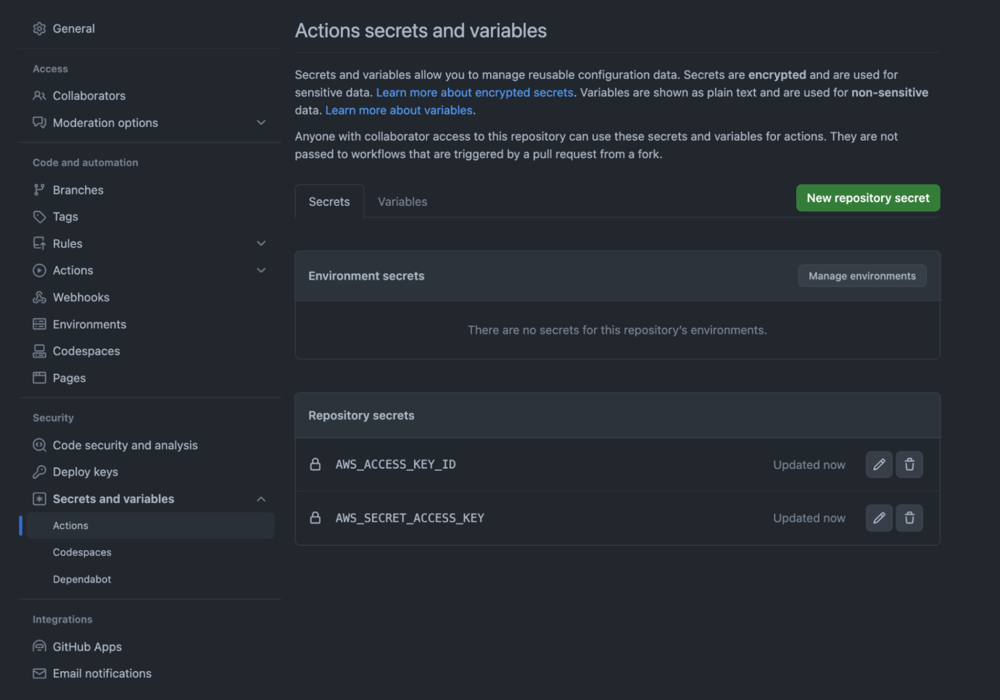 General
Access
Collaborators
Moderation options
Code and automation
Branches
Tags
Rules
Actions
Webhooks
Environments
Codespaces
Pages
Security
Code security and analysis
Deploy keys
Secrets and variables
Actions
Codespaces
Dependabot
Integrations
GitHub Apps
Email notifications
Actions secrets and variables
Secrets and variables allow you to manage reusable configuration data. Secrets are encrypted and are used for
sensitive data. Learn more about encrypted secrets. Variables are shown as plain text and are used for non-sensitive
data. Learn more about variables.
Anyone with collaborator access to this repository can use these secrets and variables for actions. They are not
passed to workflows that are triggered by a pull request from a fork.
Secrets Variables New repository secret
Environment secrets Manage environments
There are no secrets for this repository’s environments.
Repository secrets
AWS_ACCESS_KEY_ID Updated now
AWS_SECRET_ACCESS_KEY Updated now